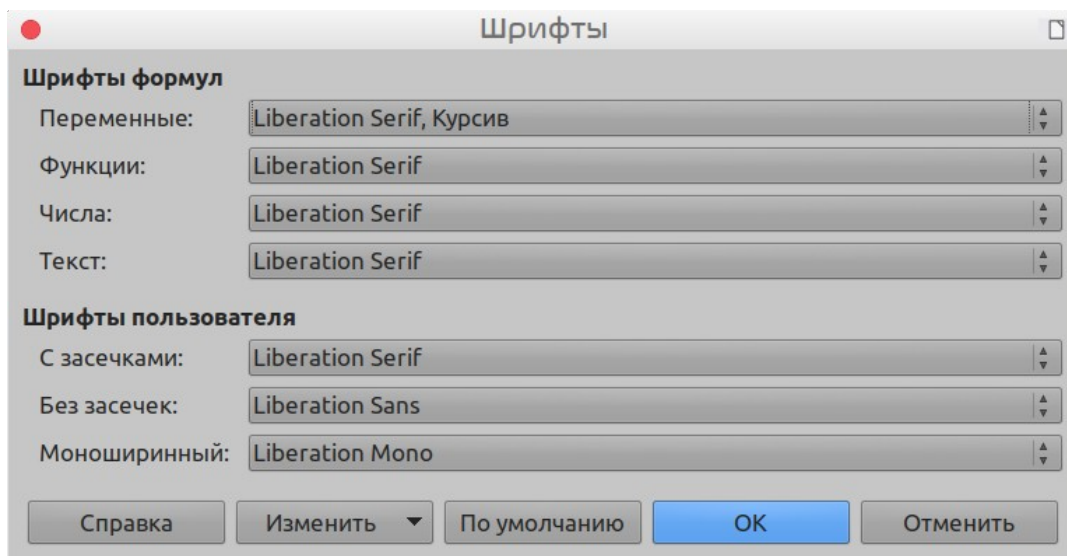 Шрифты
Шрифты формул
Переменные: Liberation Serif, Курсив
Функции: Liberation Serif
Числа: Liberation Serif
Текст: Liberation Serif
Шрифты пользователя
С засечками: Liberation Serif
Без засечек: Liberation Sans
Моноширинный: Liberation Mono
Справка Изменить По умолчанию OK Отменить